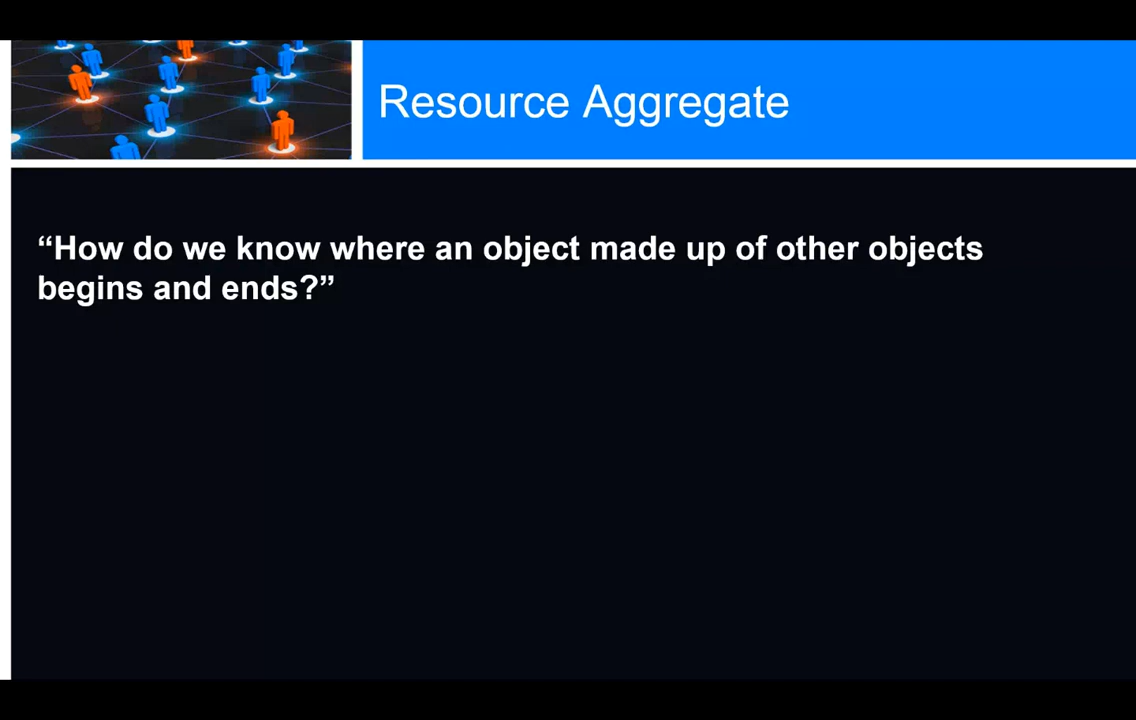 Resource Aggregate
“How do we know where an object made up of other objects
begins and ends?”